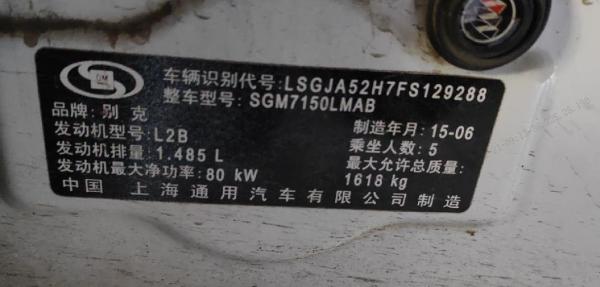 GM
车辆识别代号:LSGJA52H7FS129288
整车型号:SGM7150LMAB
品牌:别克
制造年月:15-06
发动机型号:L2B
乘坐人数:5
发动机排量:1.485 L
最大允许总质量:
发动机最大净功率:80 kW
1618 kg
中国 上海通用汽车有限公司制造